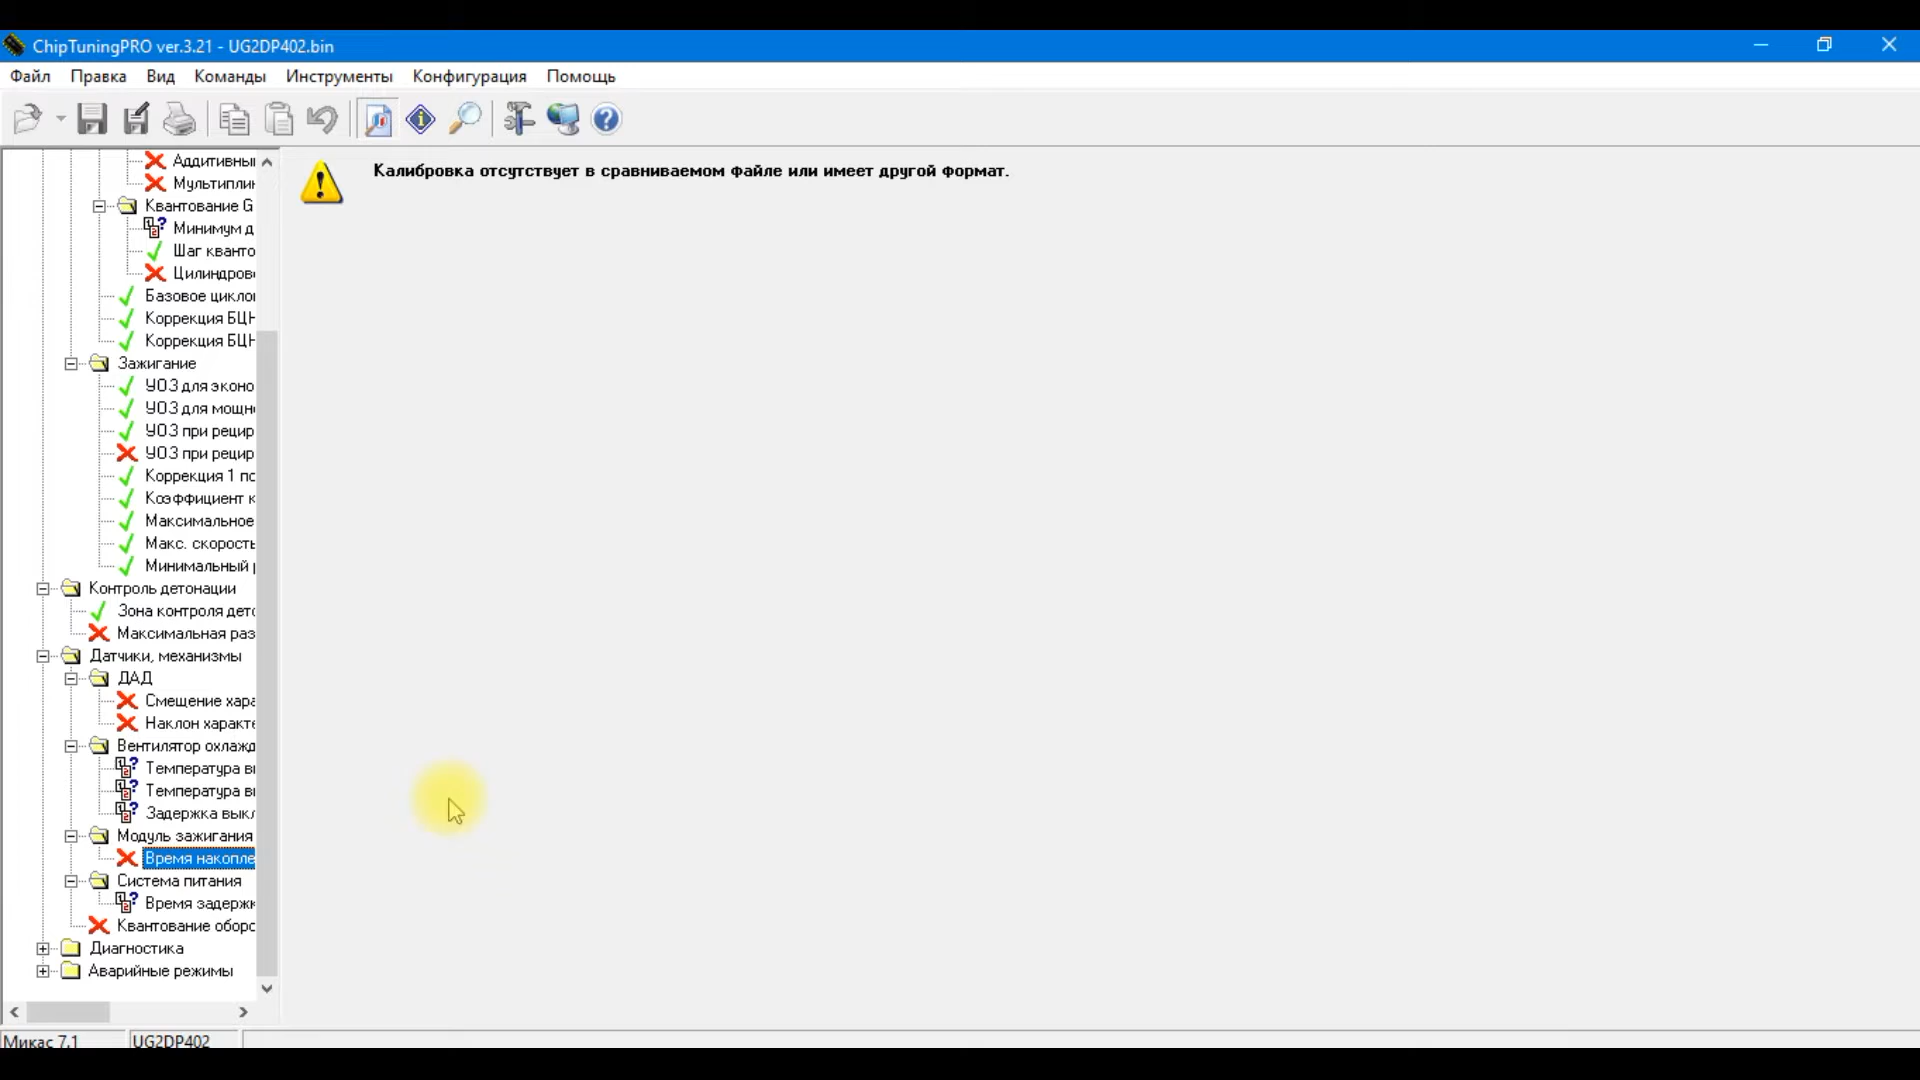 ChipTuningPRO ver.3.21 - UG2DP402.bin
Файл Правка Вид Команды Инструменты Конфигурация Помощь
Калибровка отсутствует в сравниваемом файле или имеет другой формат.
Аддитивны
Мультипли
Квантование G
Минимум д
Шаг кванто
Цилиндров
Базовое цикло
Коррекция БЦН
Коррекция БЦН
Зажигание
УОЗ для эконо
УОЗ для мощн
УОЗ при рецир
УОЗ при рецир
Коррекция 1 по
Коэффициент к
Максимальное
Макс. скорость
Минимальный р
Контроль детонации
Зона контроля дето
Максимальная раз
Датчики, механизмы
ДАД
Смещение хара
Наклон характе
Вентилятор охлажд
Температура в
Температура в
Задержка выкл
Модуль зажигания
Время накопле
Система питания
Время задержк
Квантование оборо
Диагностика
Аварийные режимы
Микас 7.1 UG2DP402